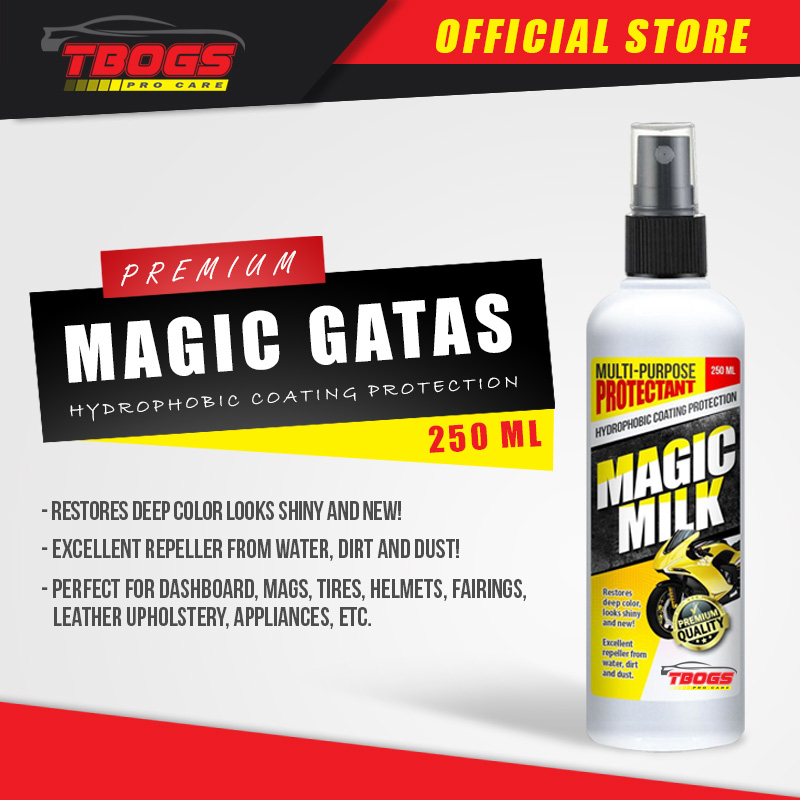 TBOGS
PRO CARE
OFFICIAL STORE
PREMIUM
MAGIC GATAS
HYDROPHOBIC COATING PROTECTION
250 ML
- RESTORES DEEP COLOR LOOKS SHINY AND NEW!
- EXCELLENT REPELLER FROM WATER, DIRT AND DUST!
- PERFECT FOR DASHBOARD, MAGS, TIRES, HELMETS, FAIRINGS,
LEATHER UPHOLSTERY, APPLIANCES, ETC.
MULTI-PURPOSE
PROTECTANT
250 ML
HYDROPHOBIC COATING PROTECTION
MAGIC
MILK
Restores
deep color,
looks shiny
and new!
Excellent
repeller from
water, dirt
and dust.
PREMIUM
QUALITY
TBOGS
PRO CARE